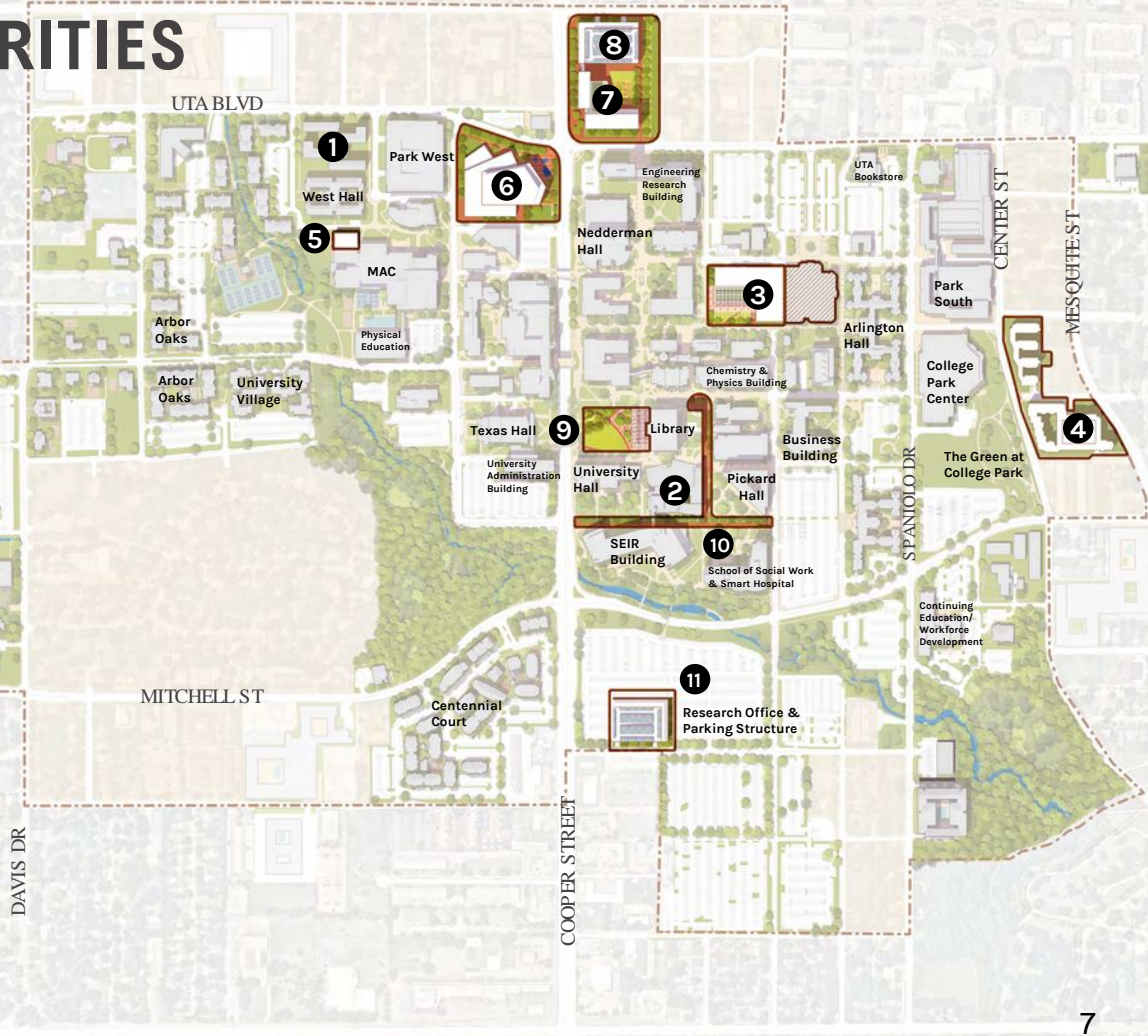 RITIES
8
UTA BLVD
7
1
Park West
UTA
Bookstore
Engineering
Research
Building
6
West Hall
CENTER ST
MESQUITE ST
5
Nedderman
Hall
MAC
3
Park
South
Arbor
Oaks
Physical
Education
Arlington
Hall
College
Park
Center
Chemistry &
Physics Building
Arbor
Oaks
University
Village
Texas Hall
9
Library
4
Business
Building
The Green at
College Park
University
Administration
Building
University
Hall
2
Pickard
Hall
SPANIOLO DR
SEIR
Building
10
School of Social Work
& Smart Hospital
Continuing
Education/
Workforce
Development
11
MITCHELL ST
Centennial
Court
Research Office &
Parking Structure
DAVIS DR
COOPER STREET
7